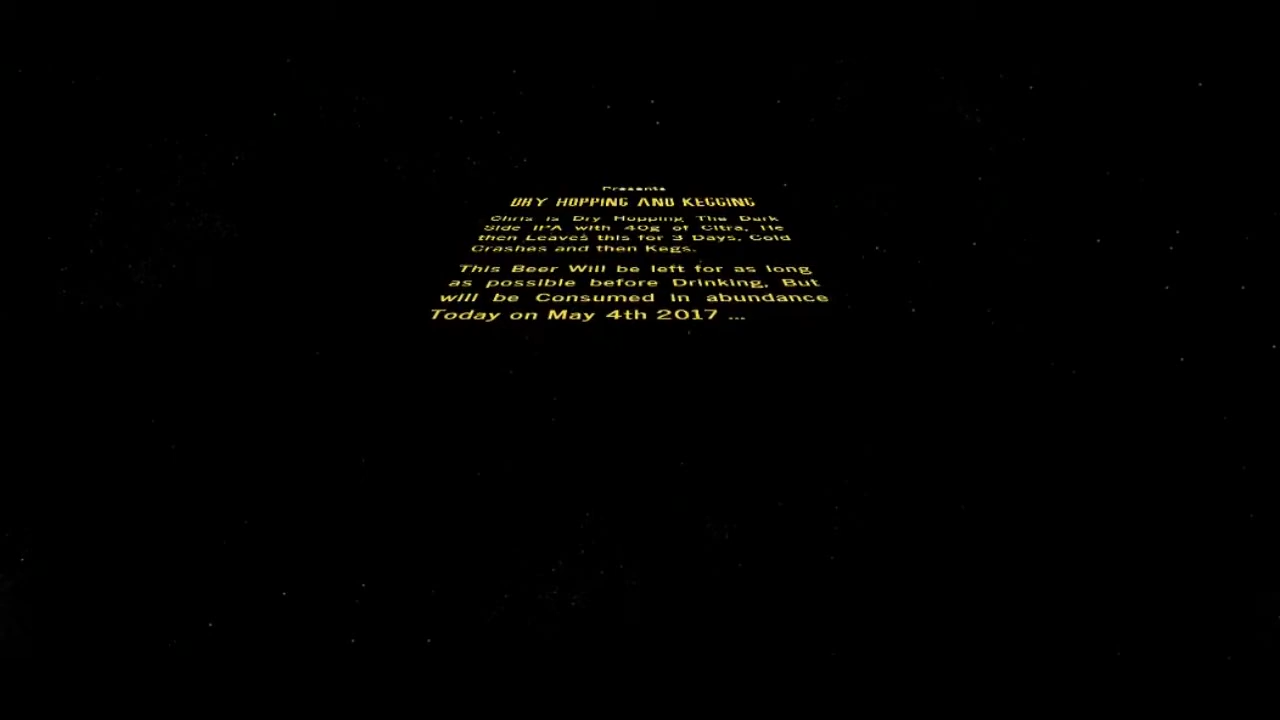 Presents
DRY HOPPING AND KEGGING
Chris is Dry Hopping The Dark
Side IPA with 40g of Citra, He
then Leaves this for 3 Days, Cold
Crashes and then Kegs.
This Beer Will be left for as long
as possible before Drinking, But
will be Consumed in abundance
Today on May 4th 2017 ...